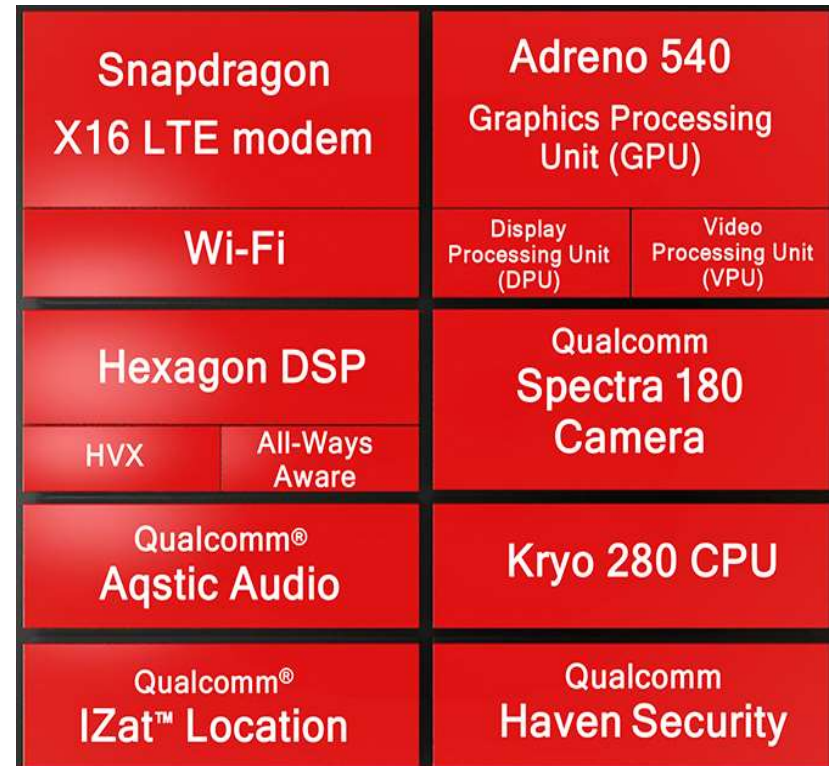 Snapdragon
X16 LTE modem
Wi-Fi
Adreno 540
Graphics Processing
Unit (GPU)
Display
Processing Unit
(DPU)
Video
Processing Unit
(VPU)
Hexagon DSP
HVX
All-Ways
Aware
Qualcomm
Spectra 180
Camera
Qualcomm®
Aqstic Audio
Kryo 280 CPU
Qualcomm®
IZat™ Location
Qualcomm
Haven Security